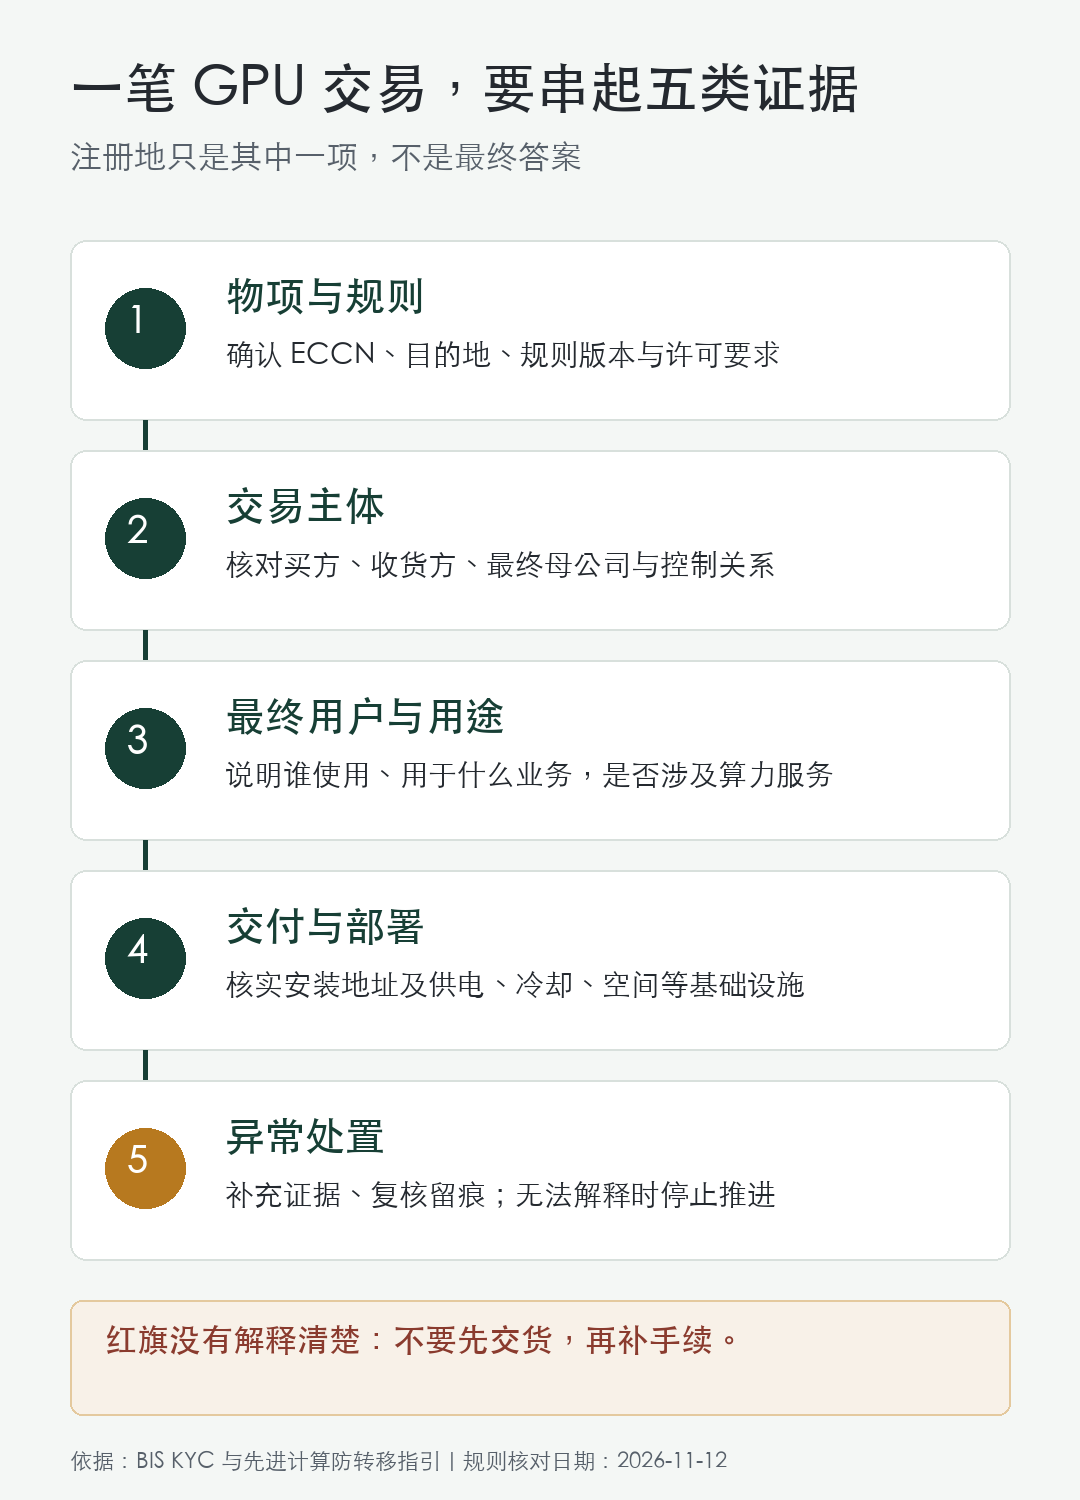 一笔 GPU 交易，要串起五类证据
注册地只是其中一项，不是最终答案
1
物项与规则
确认 ECCN、目的地、规则版本与许可要求
2
交易主体
核对买方、收货方、最终母公司与控制关系
3
最终用户与用途
说明谁使用、用于什么业务，是否涉及算力服务
4
交付与部署
核实安装地址及供电、冷却、空间等基础设施
5
异常处置
补充证据、复核留痕；无法解释时停止推进
红旗没有解释清楚：不要先交货，再补手续。
依据：BIS KYC 与先进计算防转移指引 | 规则核对日期：2026-11-12